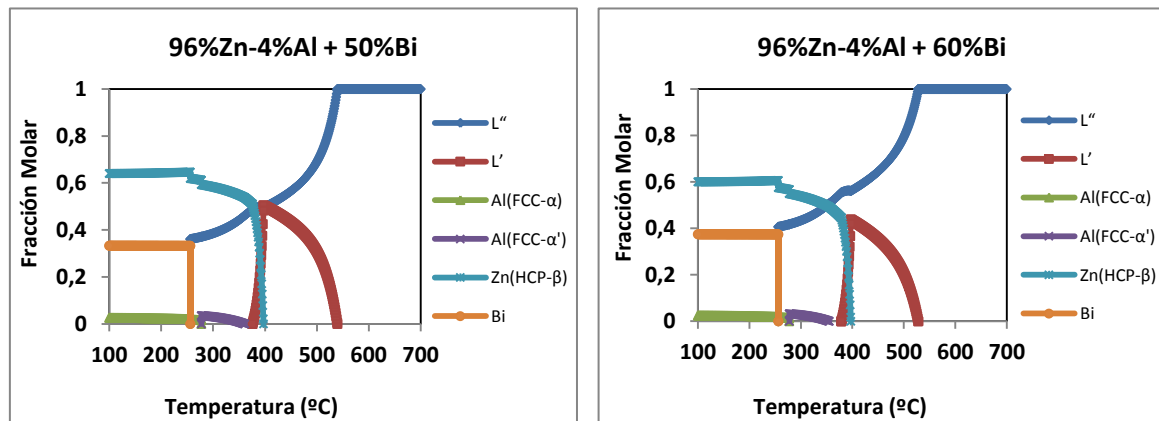 96%Zn-4%Al + 50%Bi
Fracción Molar
1
0,8
0,6
0,4
0,2
0
100 200 300 400 500 600 700
Temperatura (ºC)
L“
L’
Al(FCC-α)
Al(FCC-α')
Zn(HCP-β)
Bi
96%Zn-4%Al + 60%Bi
Fracción Molar
1
0,8
0,6
0,4
0,2
0
100 200 300 400 500 600 700
Temperatura (ºC)
L“
L’
Al(FCC-α)
Al(FCC-α')
Zn(HCP-β)
Bi